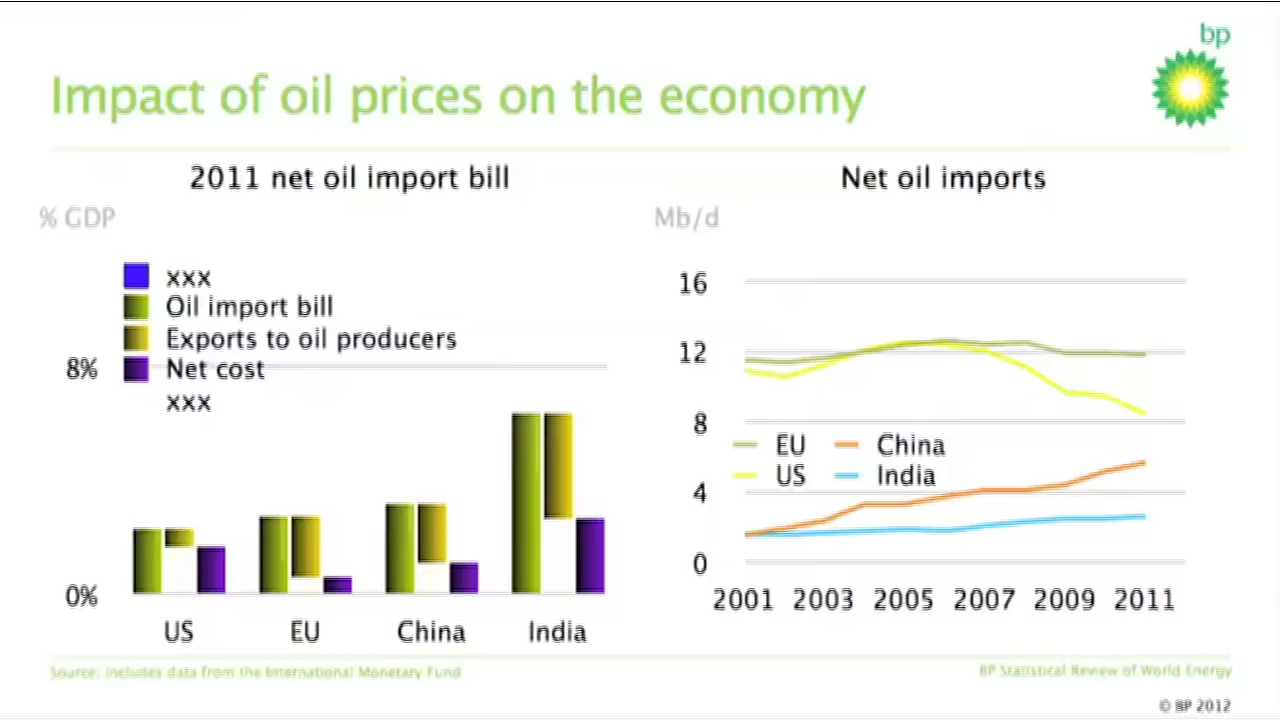 bp
Impact of oil prices on the economy
2011 net oil import bill
% GDP
xxx
Oil import bill
Exports to oil producers
8%
Net cost
xxx
0%
US EU China India
Net oil imports
Mb/d
16
12
8
EU China
US India
4
0
2001 2003 2005 2007 2009 2011
Source: Includes data from the International Monetary Fund
BP Statistical Review of World Energy
© BP 2012